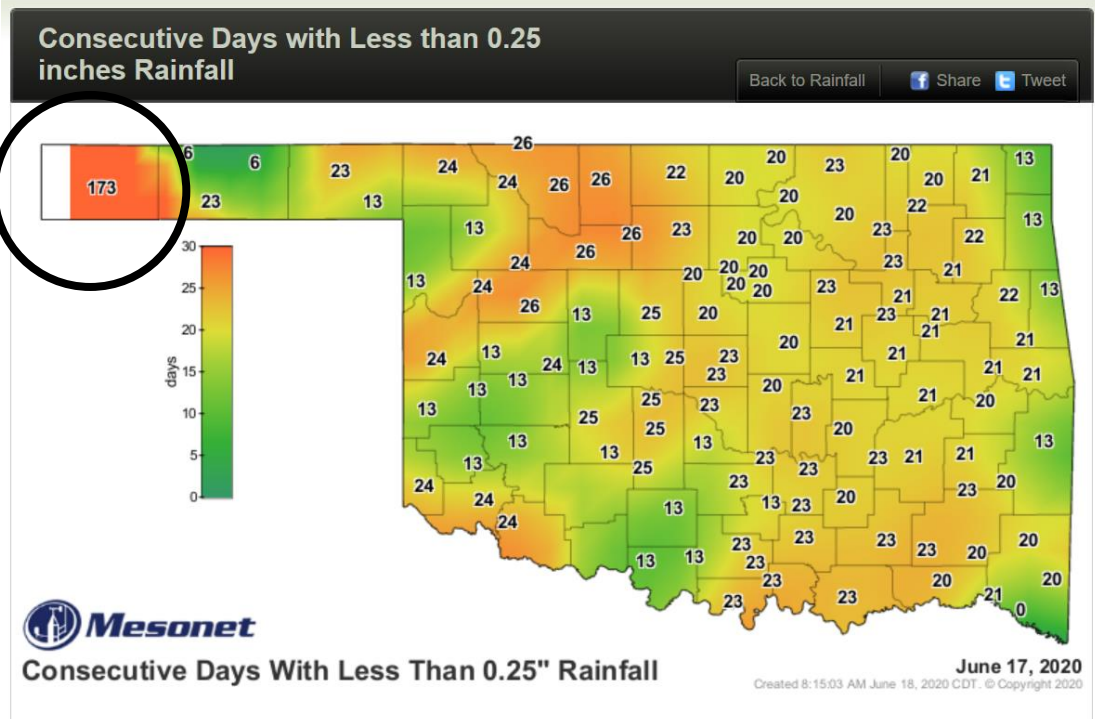 Consecutive Days with Less than 0.25
inches Rainfall
Back to Rainfall Share Tweet
26
20 23 20 13
6 6 23 24 24 26 26 22 20 20 21
173 23 13 20 22
13 26 23 20 20 20 23 22 13
24 26 23 21
13 24 20 20 20 20 20 23 21 22 13
26 13 25 20 21 23 21 21
24 13 24 13 13 25 23 23 20 21 21 21 21
13 13 20 21 21 20
13 25 25 23 23 20
13 25 13 13
13 13 25 23 23 23 21 21
24 24 23 13 23 20 23 20
24 13
13 13 23 23 23 23 23 20 20
23 23 23 20 21 0 20
30
25
20
15
10
5
0
days
Mesonet
Consecutive Days With Less Than 0.25" Rainfall
June 17, 2020
Created 8:15:03 AM June 18, 2020 CDT. © Copyright 2020